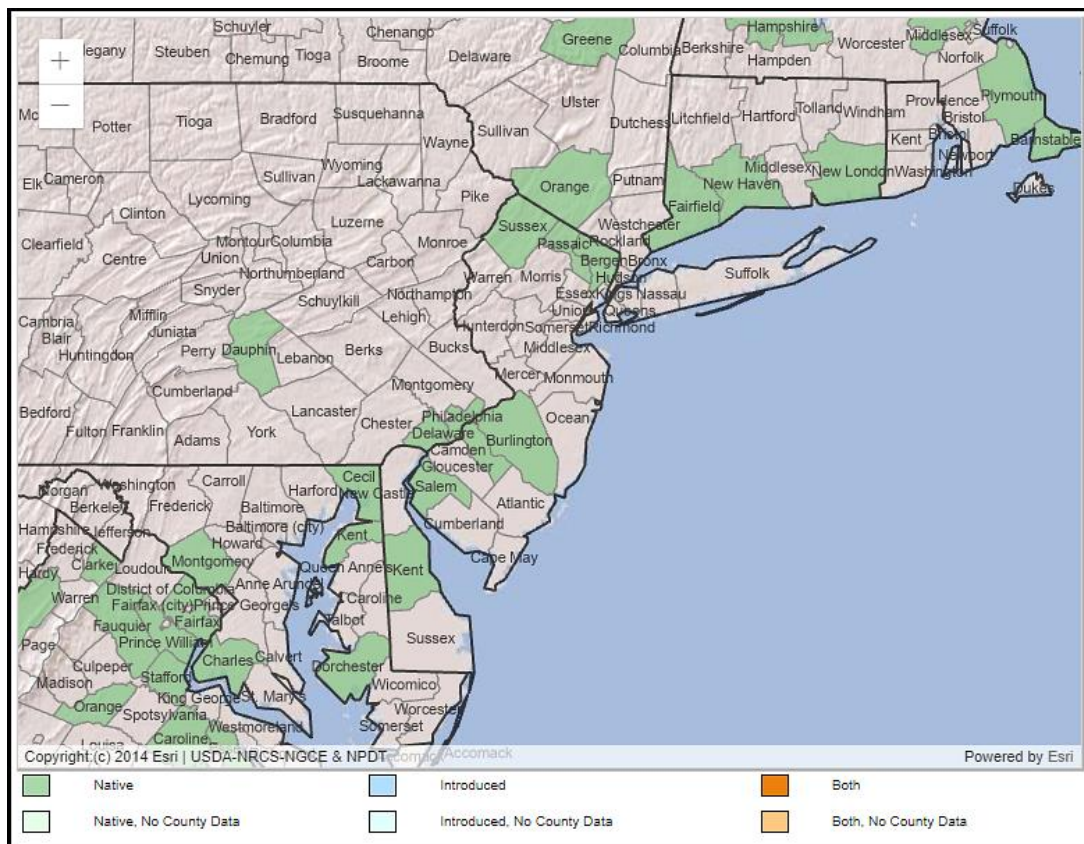 Schuyler
Chenango
Hampshire
Suffolk
Middlesex
+
legany
Steuben
Chemung
Tioga
Broome
Delaware
Greene
Columbia
Berkshire
Hampden
Worcester
Norfolk
−
Mc
Potter
Tioga
Bradford
Susquehanna
Wayne
Sullivan
Ulster
Dutchess
Litchfield
Hartford
Tolland
Windham
Providence
Bristol
Plymouth
Kent
Bristol
Barnstable
Newport
Elk
Cameron
Sullivan
Wyoming
Lackawanna
Pike
Orange
Putnam
Middlesex
New Haven
New London
Washington
Dukes
Lycoming
Clinton
Luzerne
Sussex
Fairfield
Westchester
Clearfield
Centre
Montour
Columbia
Union
Northumberland
Carbon
Monroe
Passaic
Rockland
Bergen
Bronx
Hudson
Suffolk
Snyder
Schuylkill
Northampton
Warren
Morris
Essex
Kings
Nassau
Union
Queens
Cambria
Blair
Huntingdon
Mifflin
Juniata
Perry
Dauphin
Lebanon
Berks
Lehigh
Bucks
Hunterdon
Somerset
Richmond
Middlesex
Mercer
Monmouth
Cumberland
Montgomery
Bedford
Fulton
Franklin
Adams
York
Lancaster
Chester
Philadelphia
Delaware
Camden
Burlington
Ocean
Morgan
Washington
Berkeley
Frederick
Carroll
Baltimore
Harford
Cecil
New Castle
Gloucester
Salem
Atlantic
Cumberland
Cape May
Hampshire
Jefferson
Frederick
Baltimore (city)
Howard
Kent
Hardy
Clarke
Loudoun
Montgomery
Queen Anne's
Kent
Warren
District of Columbia
Anne Arundel
Fairfax (city)
Prince George's
Caroline
Fauquier
Fairfax
Talbot
Page
Prince William
Sussex
Culpeper
Charles
Calvert
Dorchester
Madison
Stafford
Wicomico
Orange
King George
St. Mary's
Spotsylvania
Worcester
Caroline
Westmoreland
Somerset
Louisa
Accomack
Accomack
Copyright:(c) 2014 Esri | USDA-NRCS-NGCE & NPDT
Powered by Esri
Native
Introduced
Both
Native, No County Data
Introduced, No County Data
Both, No County Data